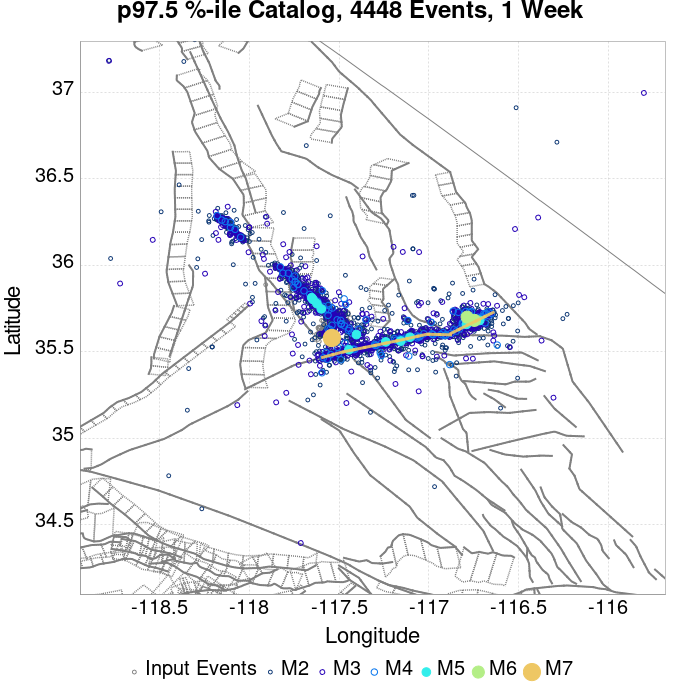 p97.5 %-ile Catalog, 4448 Events, 1 Week
37
36.5
36
35.5
35
34.5
Latitude
-118.5 -118 -117.5 -117 -116.5 -116
Longitude
Input Events M2 M3 M4 M5 M6 M7